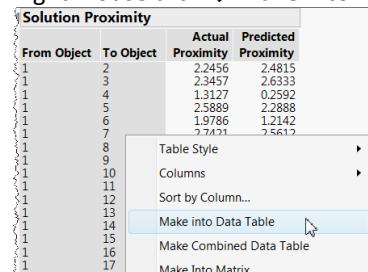 Solution Proximity
Actual Predicted
From Object To Object Proximity Proximity
1 2 2.2456 2.4815
1 3 2.3457 2.6333
1 4 1.3127 0.2592
1 5 2.5889 2.2888
1 6 1.9786 1.2142
1 7 2.7421 2.5612
1 8 Table Style
1 9
1 10 Columns
1 11
1 12 Sort by Column...
1 13
1 14 Make into Data Table
1 15 Make Combined Data Table
1 16
1 17 Make Into Matrix